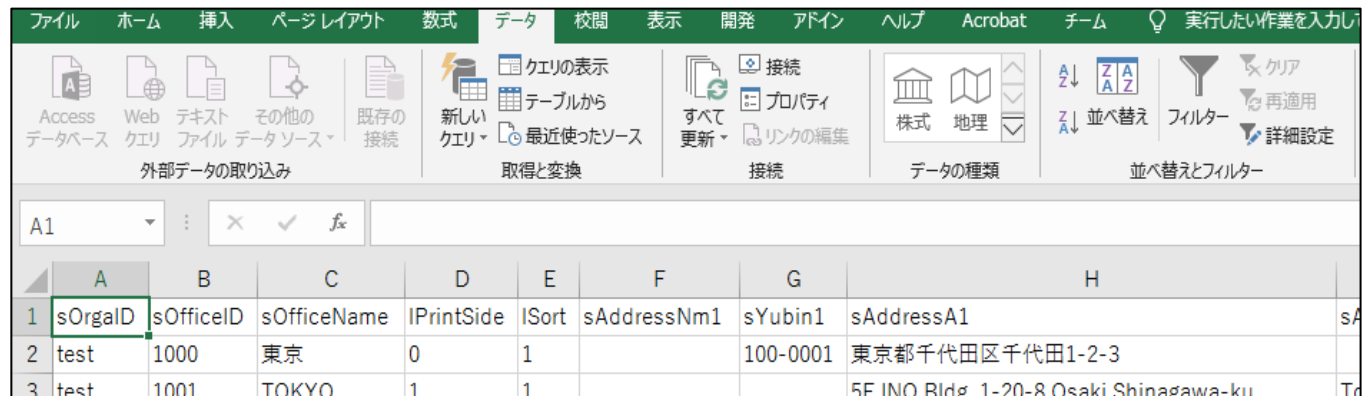 ファイル ホーム 挿入 ページ レイアウト 数式 データ 校閲 表示 開発 アドイン ヘルプ Acrobat チーム 実行したい作業を入力して
Access データベース
Web クエリ
テキスト ファイル
その他の データ ソース
既存の 接続
外部データの取り込み
新しい クエリ
クエリの表示
テーブルから
最近使ったソース
取得と変換
すべて 更新
接続
プロパティ
リンクの編集
接続
株式 地理
データの種類
並べ替え
フィルター
クリア
再適用
詳細設定
並べ替えとフィルター
A1 fx
A B C D E F G H
1 sOrgaID sOfficeID sOfficeName lPrintSide lSort sAddressNm1 sYubin1 sAddressA1
2 test 1000 東京 0 1 100-0001 東京都千代田区千代田1-2-3
3 test 1001 TOKYO 1 1 5F INO Bldg. 1-20-8 Osaki Shinagawa-ku